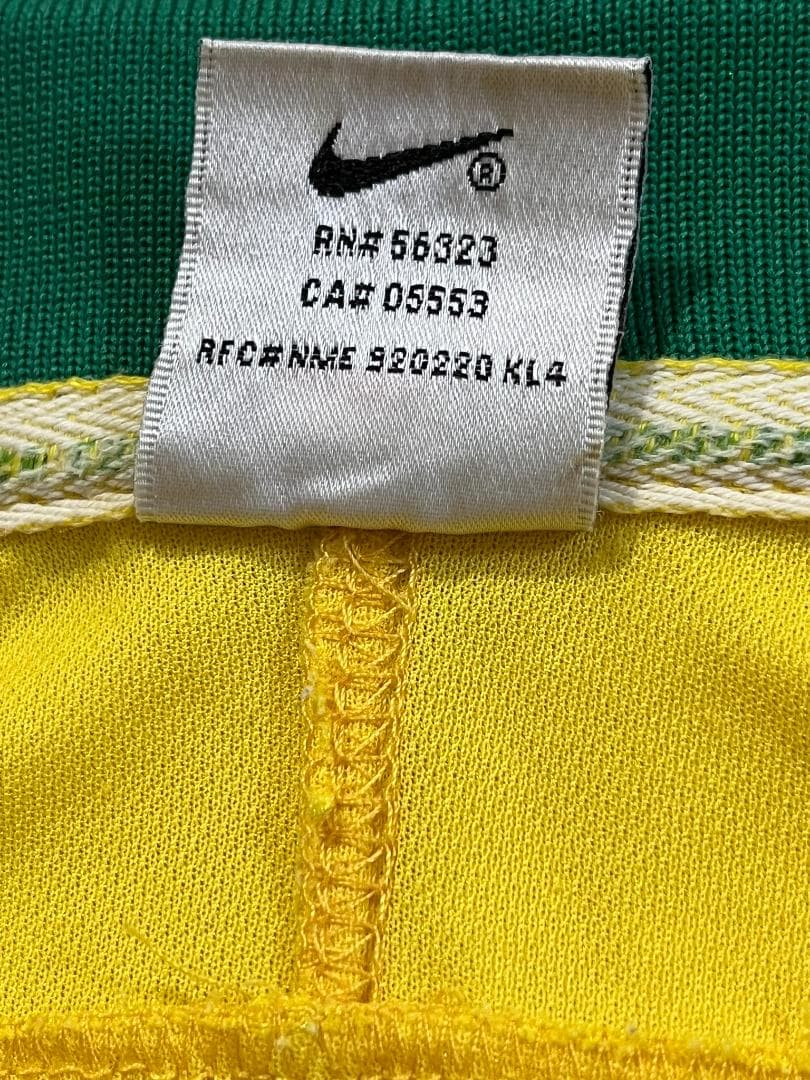 ®
RN# 56323
CA# 05553
RFC# NME 920220 KL4